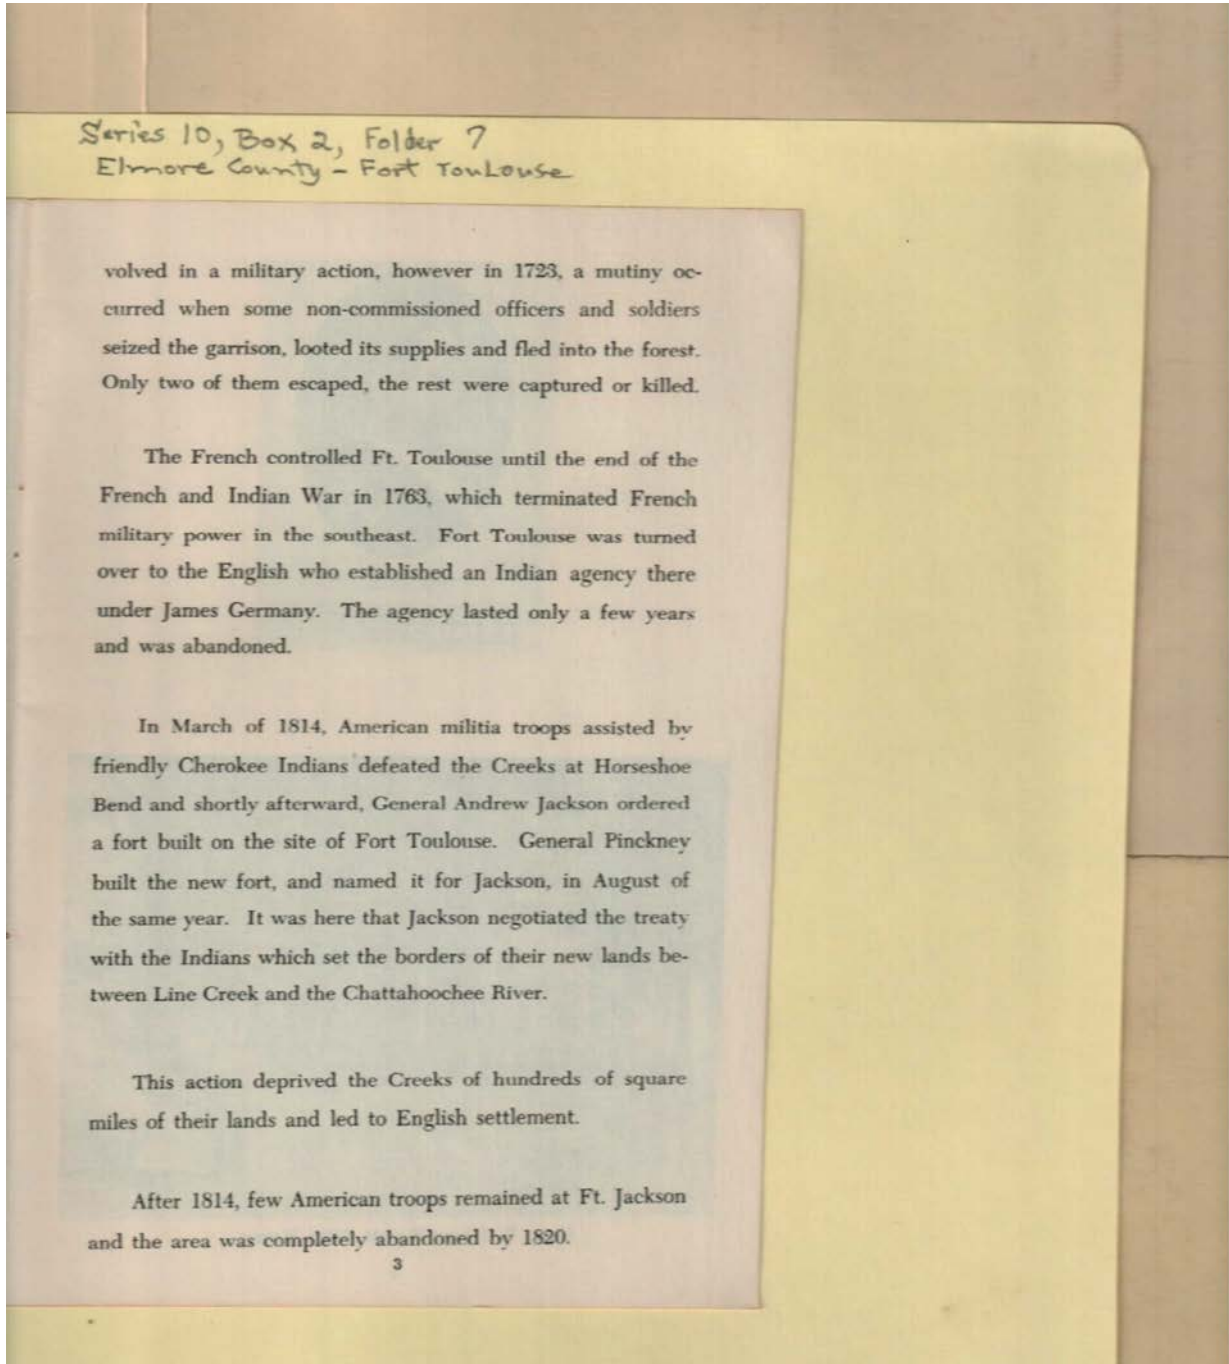 Series 10, Box 2, Folder 7
Elmore County - Fort Toulouse
volved in a military action, however in 1723, a mutiny oc-
curred when some non-commissioned officers and soldiers
seized the garrison, looted its supplies and fled into the forest.
Only two of them escaped, the rest were captured or killed.
The French controlled Ft. Toulouse until the end of the
French and Indian War in 1763, which terminated French
military power in the southeast. Fort Toulouse was turned
over to the English who established an Indian agency there
under James Germany. The agency lasted only a few years
and was abandoned.
In March of 1814, American militia troops assisted by
friendly Cherokee Indians defeated the Creeks at Horseshoe
Bend and shortly afterward, General Andrew Jackson ordered
a fort built on the site of Fort Toulouse. General Pinckney
built the new fort, and named it for Jackson, in August of
the same year. It was here that Jackson negotiated the treaty
with the Indians which set the borders of their new lands be-
tween Line Creek and the Chattahoochee River.
This action deprived the Creeks of hundreds of square
miles of their lands and led to English settlement.
After 1814, few American troops remained at Ft. Jackson
and the area was completely abandoned by 1820.
3